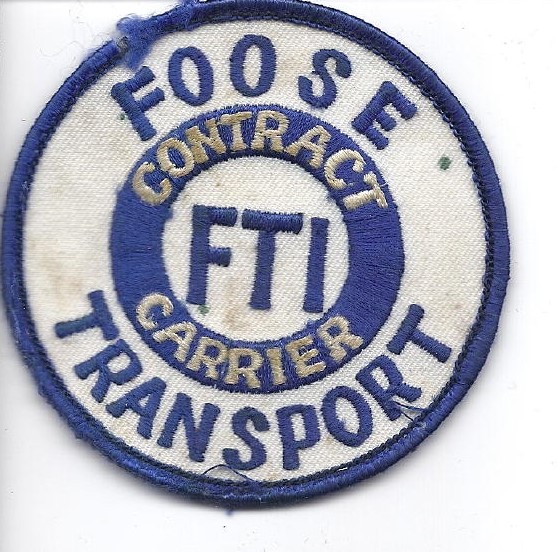 FOOSE
CONTRACT
FTI
CARRIER
TRANSPORT